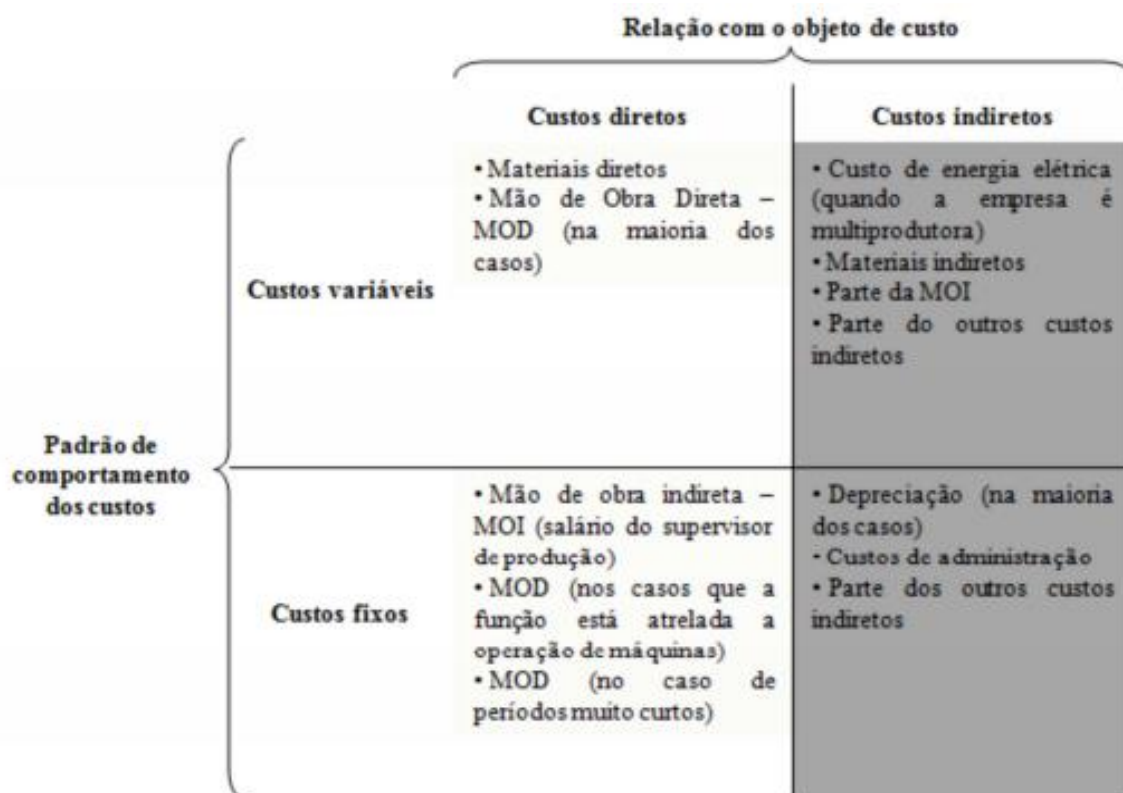 Relação com o objeto de custo
Custos diretos
Custos indiretos
Padrão de
comportamento
dos custos
Custos variáveis
• Materiais diretos
• Mão de Obra Direta –
MOD (na maioria dos
casos)
• Custo de energia elétrica
(quando a empresa é
multiprodutora)
• Materiais indiretos
• Parte da MOI
• Parte do outros custos
indiretos
Custos fixos
• Mão de obra indireta –
MOI (salário do supervisor
de produção)
• MOD (nos casos que a
função está atrelada a
operação de máquinas)
• MOD (no caso de
períodos muito curtos)
• Depreciação (na maioria
dos casos)
- Custos de administração
• Parte dos outros custos
indiretos